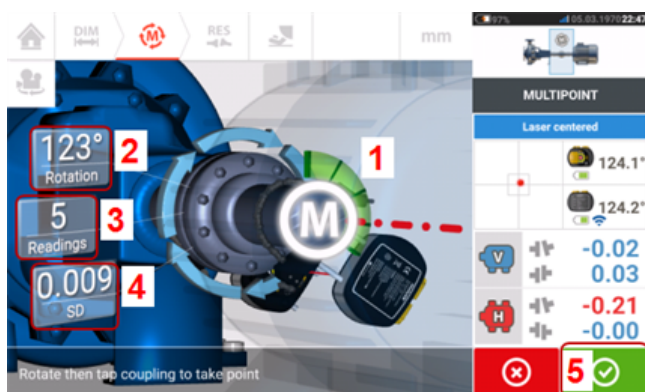 DIM
M
RES
mm
97%
05.03.1970 22:47
MULTIPOINT
Laser centered
124.1°
124.2°
V
-0.02
0.03
H
-0.21
-0.00
123°
Rotation
2
1
5
Readings
3
M
0.009
SD
4
Rotate then tap coupling to take point
5